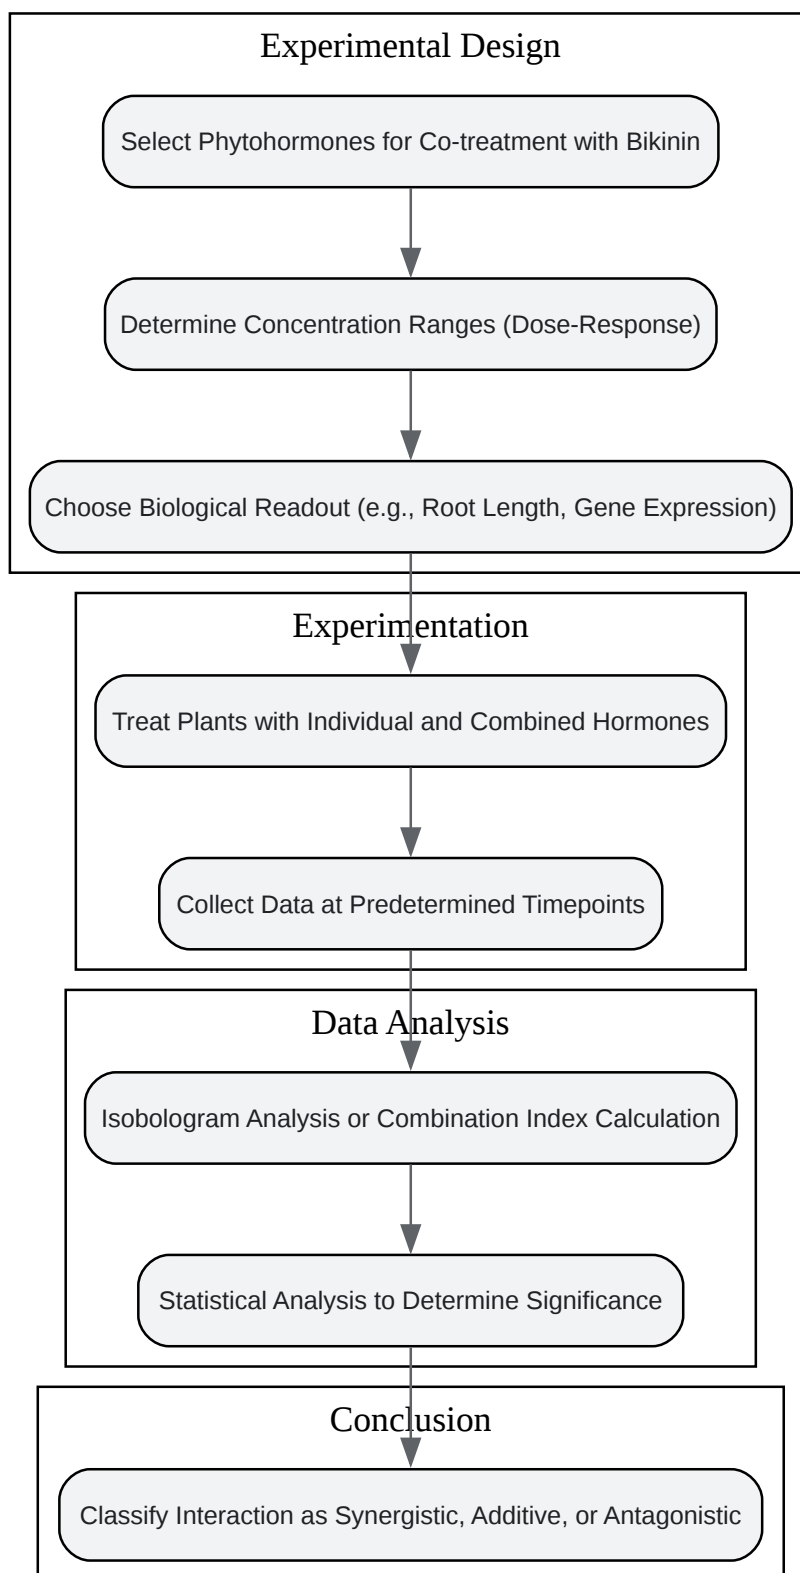 Experimental Design
Select Phytohormones for Co-treatment with Bikinin
Determine Concentration Ranges (Dose-Response)
Choose Biological Readout (e.g., Root Length, Gene Expression)
Experimentation
Treat Plants with Individual and Combined Hormones
Collect Data at Predetermined Timepoints
Data Analysis
Isobologram Analysis or Combination Index Calculation
Statistical Analysis to Determine Significance
Conclusion
Classify Interaction as Synergistic, Additive, or Antagonistic